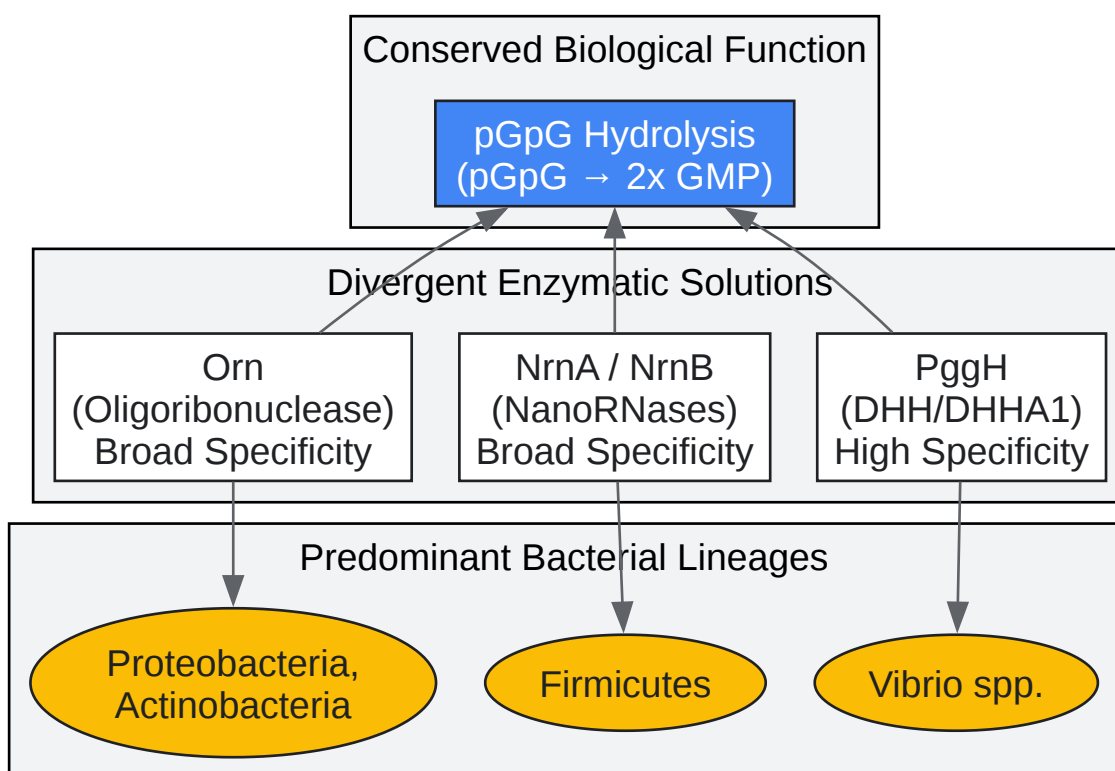 Conserved Biological Function
pGpG Hydrolysis
(pGpG → 2x GMP)
Divergent Enzymatic Solutions
Orn
(Oligoribonuclease)
Broad Specificity
NrnA / NrnB
(NanoRNases)
Broad Specificity
PggH
(DHH/DHHA1)
High Specificity
Predominant Bacterial Lineages
Proteobacteria,
Actinobacteria
Firmicutes
Vibrio spp.